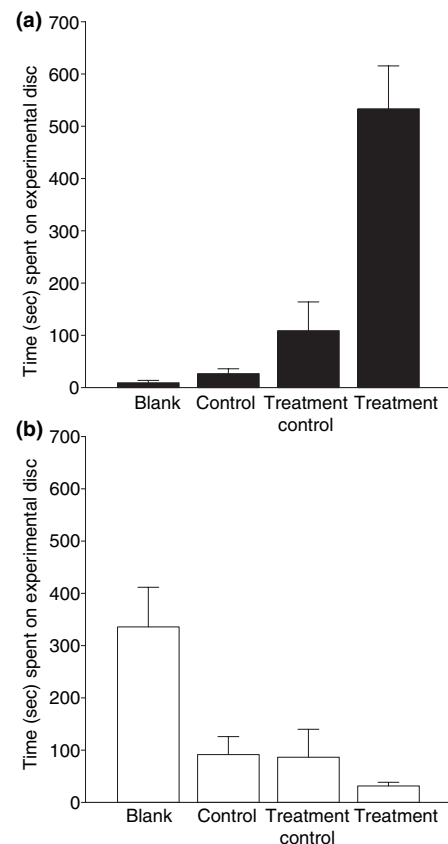 (a)
700
600
500
400
300
200
100
0
Time (sec) spent on experimental disc
Blank Control Treatment control Treatment
(b)
700
600
500
400
300
200
100
0
Time (sec) spent on experimental disc
Blank Control Treatment control Treatment